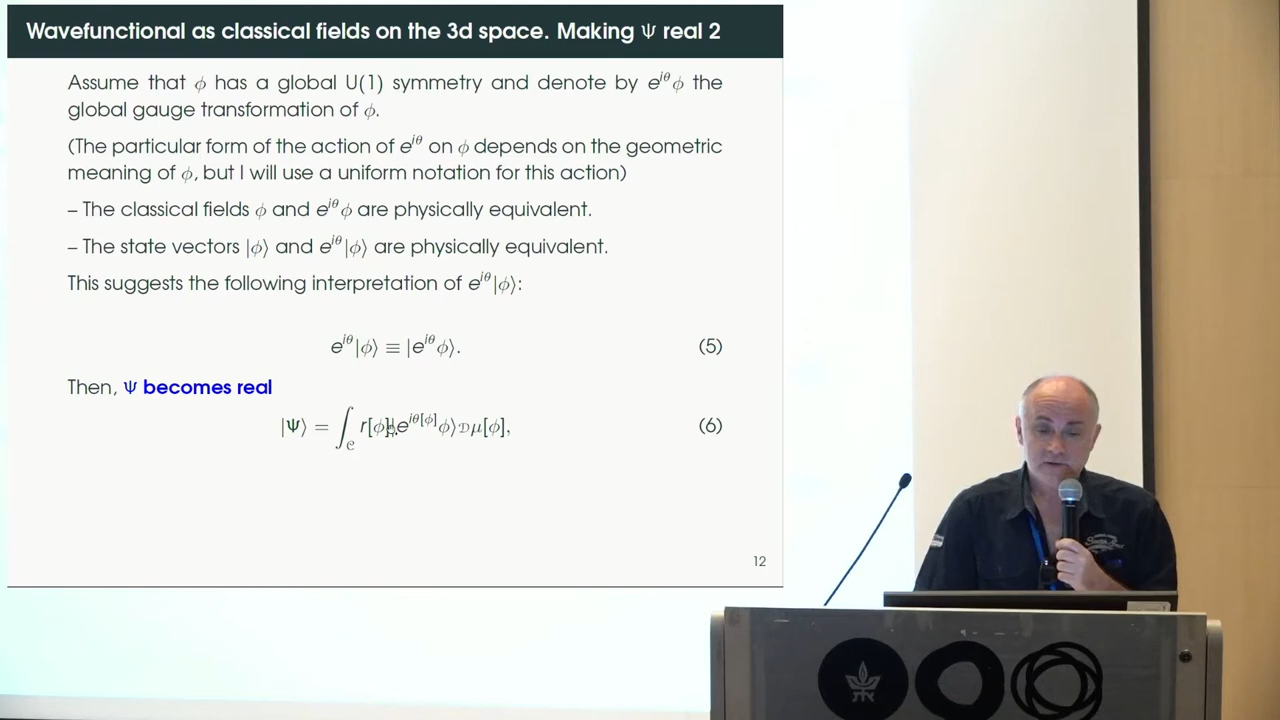 Wavefunctional as classical fields on the 3d space. Making Ψ real 2
Assume that ϕ has a global U(1) symmetry and denote by e^{iθ}ϕ the
global gauge transformation of ϕ.
(The particular form of the action of e^{iθ} on ϕ depends on the geometric
meaning of ϕ, but I will use a uniform notation for this action)
– The classical fields ϕ and e^{iθ}ϕ are physically equivalent.
– The state vectors |ϕ⟩ and e^{iθ}|ϕ⟩ are physically equivalent.
This suggests the following interpretation of e^{iθ}|ϕ⟩:
e^{iθ}|ϕ⟩ ≡ |e^{iθ}ϕ⟩. (5)
Then, Ψ becomes real
|Ψ⟩ = ∫_𝒞 r[ϕ]|e^{iθ[ϕ]}ϕ⟩𝒟μ[ϕ], (6)
12